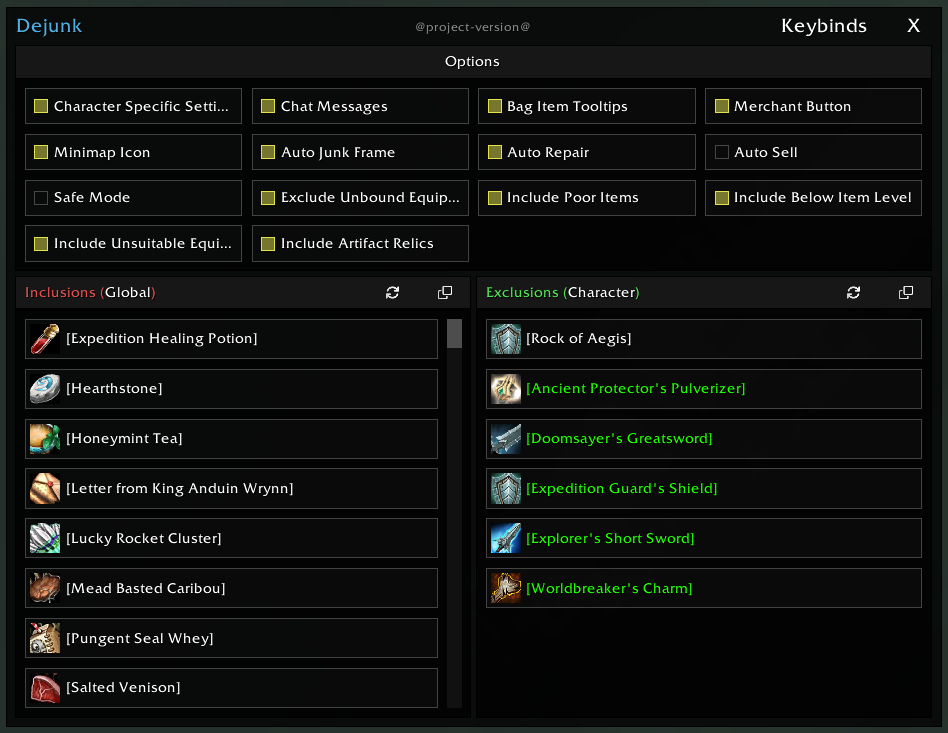 Dejunk @project-version@ Keybinds X
Options
Character Specific Setti... Chat Messages Bag Item Tooltips Merchant Button
Minimap Icon Auto Junk Frame Auto Repair Auto Sell
Safe Mode Exclude Unbound Equip... Include Poor Items Include Below Item Level
Include Unsuitable Equi... Include Artifact Relics
Inclusions (Global)
[Expedition Healing Potion]
[Hearthstone]
[Honeymint Tea]
[Letter from King Anduin Wrynn]
[Lucky Rocket Cluster]
[Mead Basted Caribou]
[Pungent Seal Whey]
[Salted Venison]
Exclusions (Character)
[Rock of Aegis]
[Ancient Protector's Pulverizer]
[Doomsayer's Greatsword]
[Expedition Guard's Shield]
[Explorer's Short Sword]
[Worldbreaker's Charm]